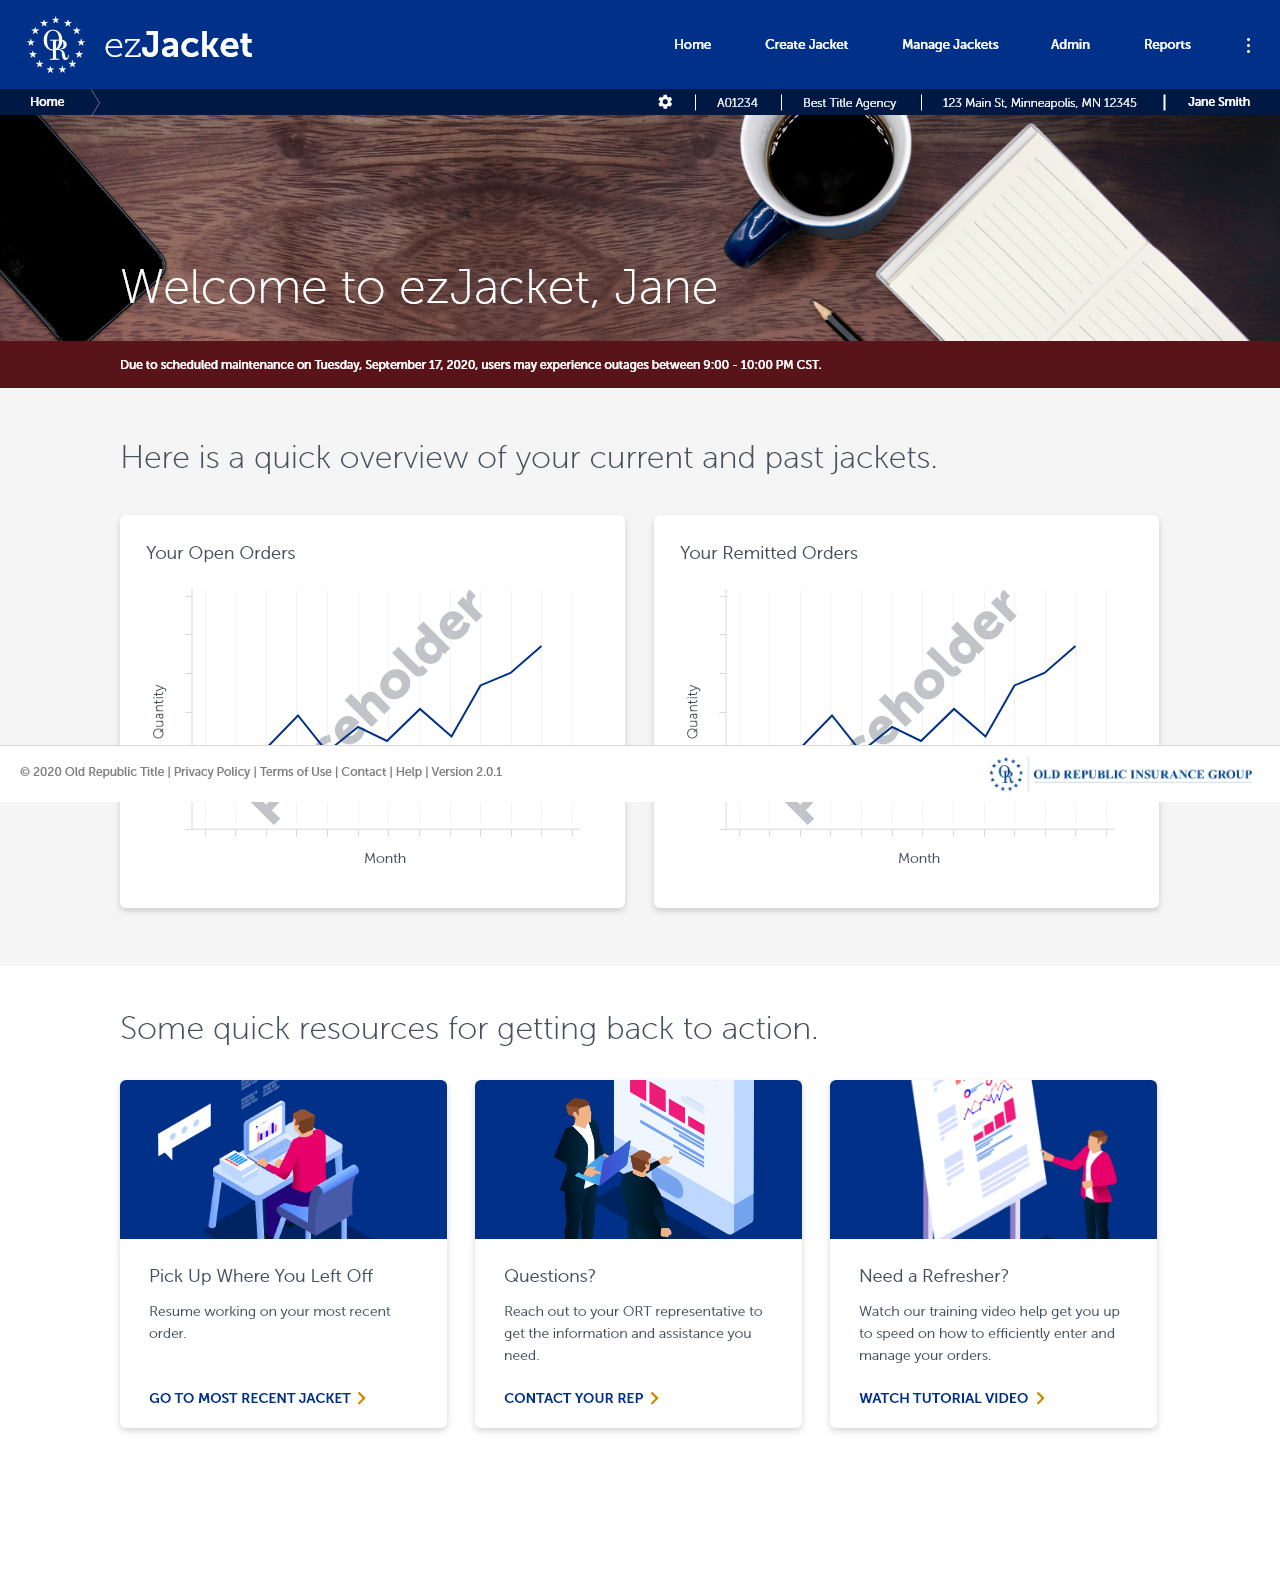 OR
ezJacket
Home
Create Jacket
Manage Jackets
Admin
Reports
Home
A01234
Best Title Agency
123 Main St, Minneapolis, MN 12345
Jane Smith
Welcome to ezJacket, Jane
Due to scheduled maintenance on Tuesday, September 17, 2020, users may experience outages between 9:00 - 10:00 PM CST.
Here is a quick overview of your current and past jackets.
Your Open Orders
Quantity
Month
Your Remitted Orders
Quantity
Month
© 2020 Old Republic Title | Privacy Policy | Terms of Use | Contact | Help | Version 2.0.1
OR
OLD REPUBLIC INSURANCE GROUP
Some quick resources for getting back to action.
Pick Up Where You Left Off
Resume working on your most recent
order.
GO TO MOST RECENT JACKET
Questions?
Reach out to your ORT representative to
get the information and assistance you
need.
CONTACT YOUR REP
Need a Refresher?
Watch our training video help get you up
to speed on how to efficiently enter and
manage your orders.
WATCH TUTORIAL VIDEO